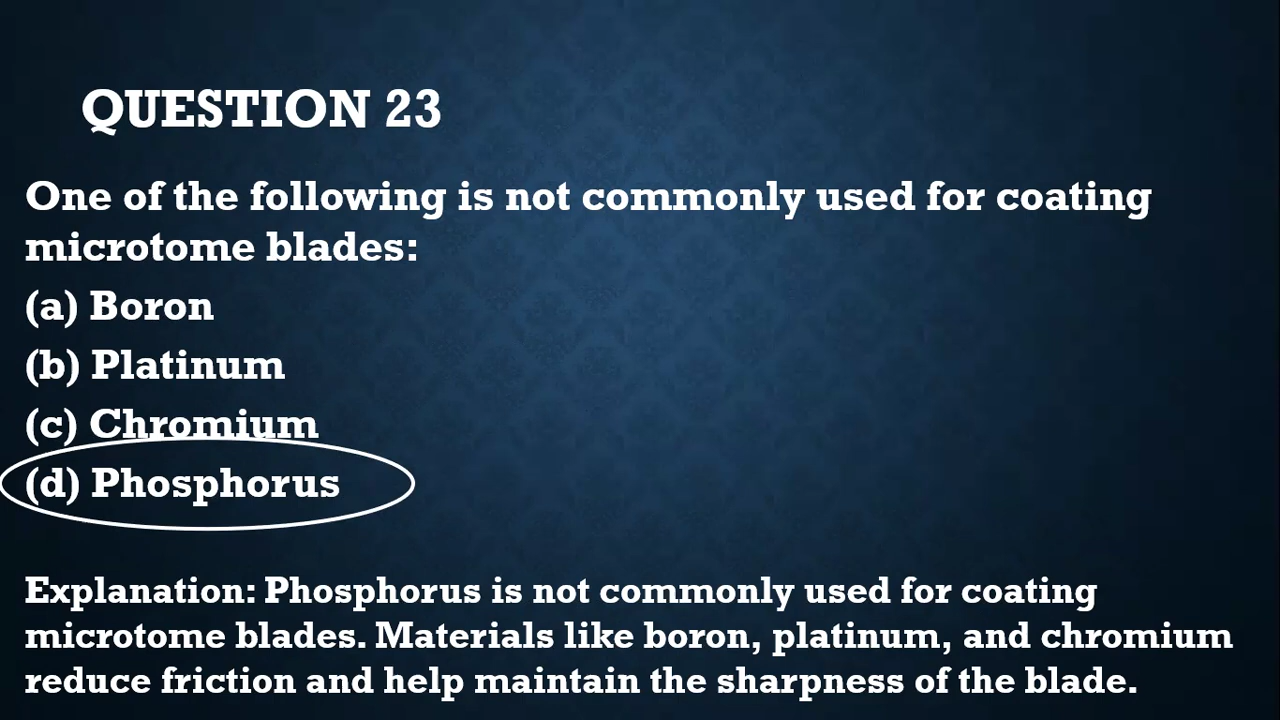 QUESTION 23
One of the following is not commonly used for coating
microtome blades:
(a) Boron
(b) Platinum
(c) Chromium
(d) Phosphorus
Explanation: Phosphorus is not commonly used for coating
microtome blades. Materials like boron, platinum, and chromium
reduce friction and help maintain the sharpness of the blade.